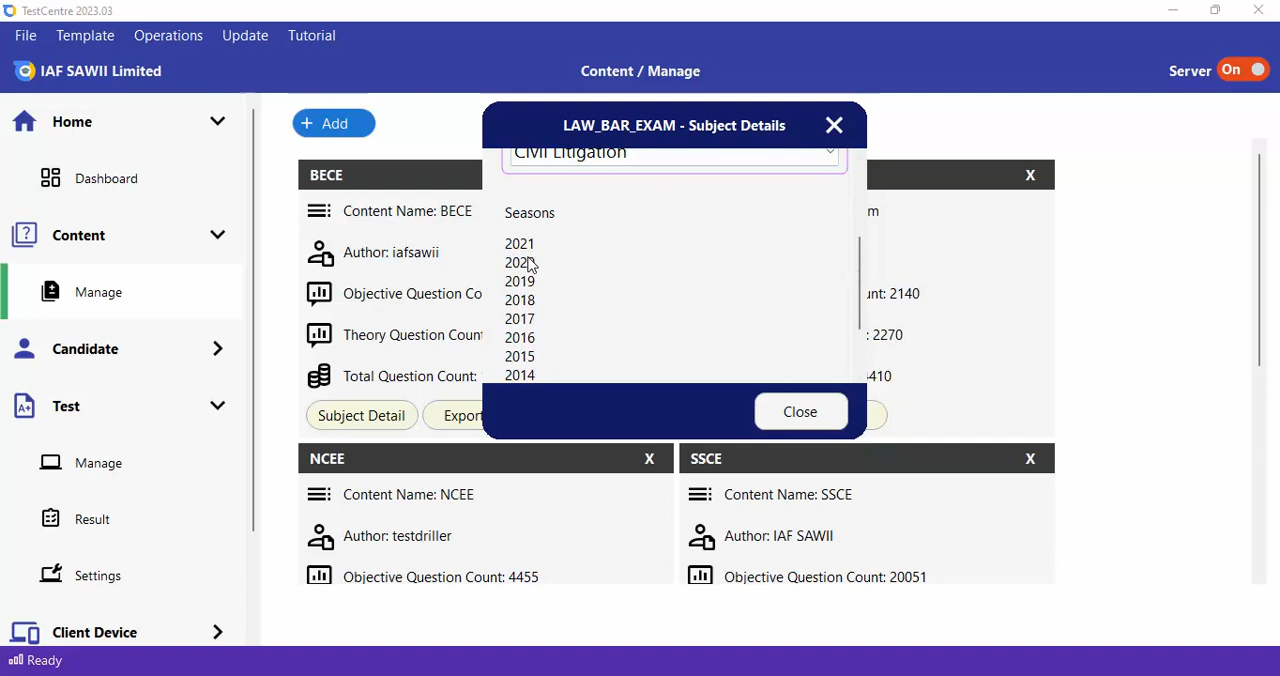 TestCentre 2023.03
File Template Operations Update Tutorial
IAF SAWII Limited
Content / Manage
Server On
Home
Dashboard
Content
Manage
Candidate
Test
Manage
Result
Settings
Client Device
+ Add
BECE
Content Name: BECE
Author: iafsawii
Objective Question Co
Theory Question Count
Total Question Count:
Subject Detail
Export
X
m
unt: 2140
: 2270
410
LAW_BAR_EXAM - Subject Details
Civil Litigation
Seasons
2021
2020
2019
2018
2017
2016
2015
2014
Close
NCEE X
Content Name: NCEE
Author: testdriller
Objective Question Count: 4455
SSCE X
Content Name: SSCE
Author: IAF SAWII
Objective Question Count: 20051
Ready